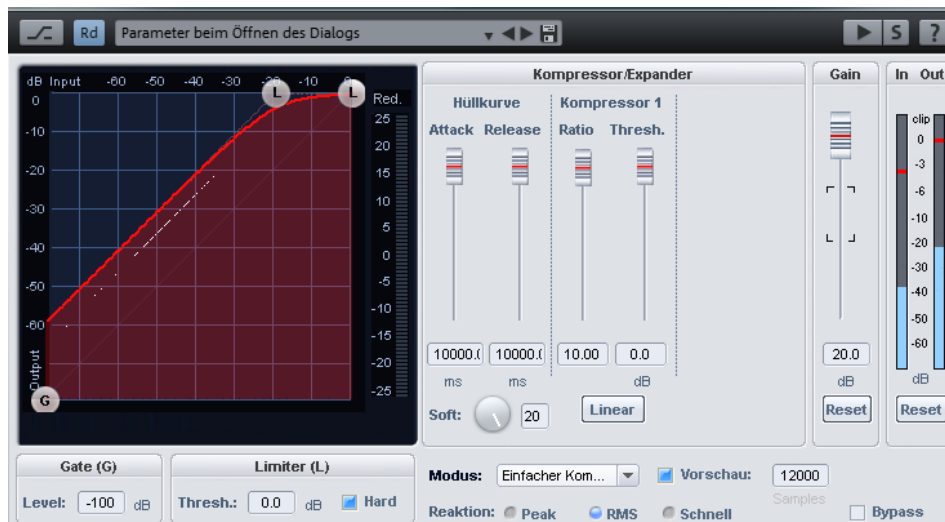 Rd Parameter beim Öffnen des Dialogs S ?
dB Input -60 -50 -40 -30 -20 -10 0
0 L L Red.
-10
-20
-30
-40
-50
-60
Output
G
25
20
15
10
5
0
-5
-10
-15
-20
-25
Kompressor/Expander
Hüllkurve Kompressor 1
Attack Release Ratio Thresh.
10000.( 10000.( 10.00 0.0
ms ms dB
Soft: 20 Linear
Gain
20.0
dB
Reset
In Out
clip
0
-3
-6
-10
-20
-30
-40
-50
-60
dB
Reset
Gate (G)
Level: -100 dB
Limiter (L)
Thresh.: 0.0 dB Hard
Modus: Einfacher Kom... Vorschau: 12000
Samples
Reaktion: Peak RMS Schnell Bypass